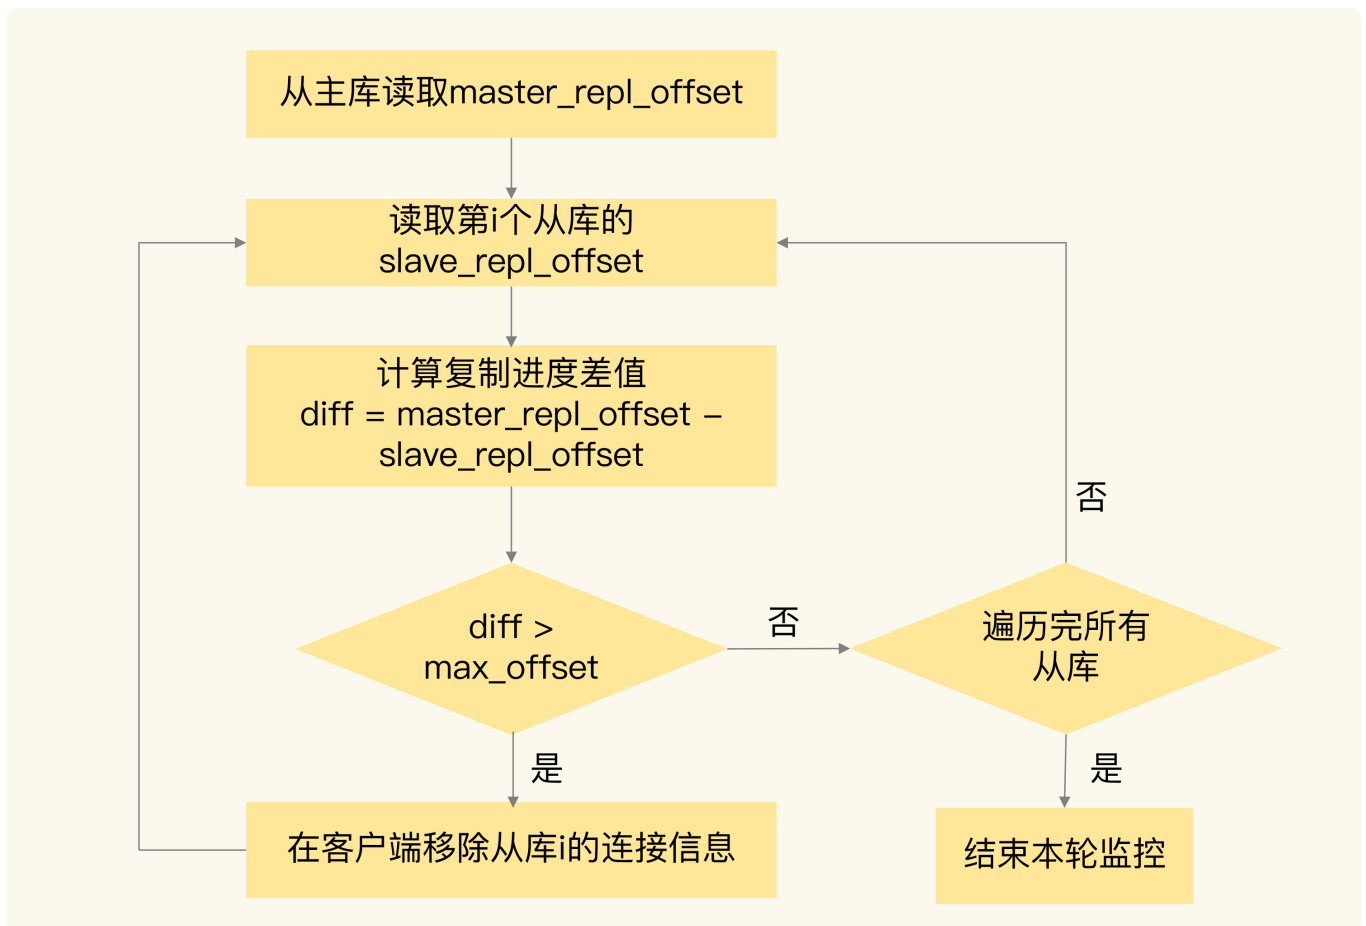 从主库读取master_repl_offset
读取第i个从库的
slave_repl_offset
计算复制进度差值
diff = master_repl_offset –
slave_repl_offset
否
diff >
max_offset
否
遍历完所有
从库
是
是
在客户端移除从库i的连接信息
结束本轮监控